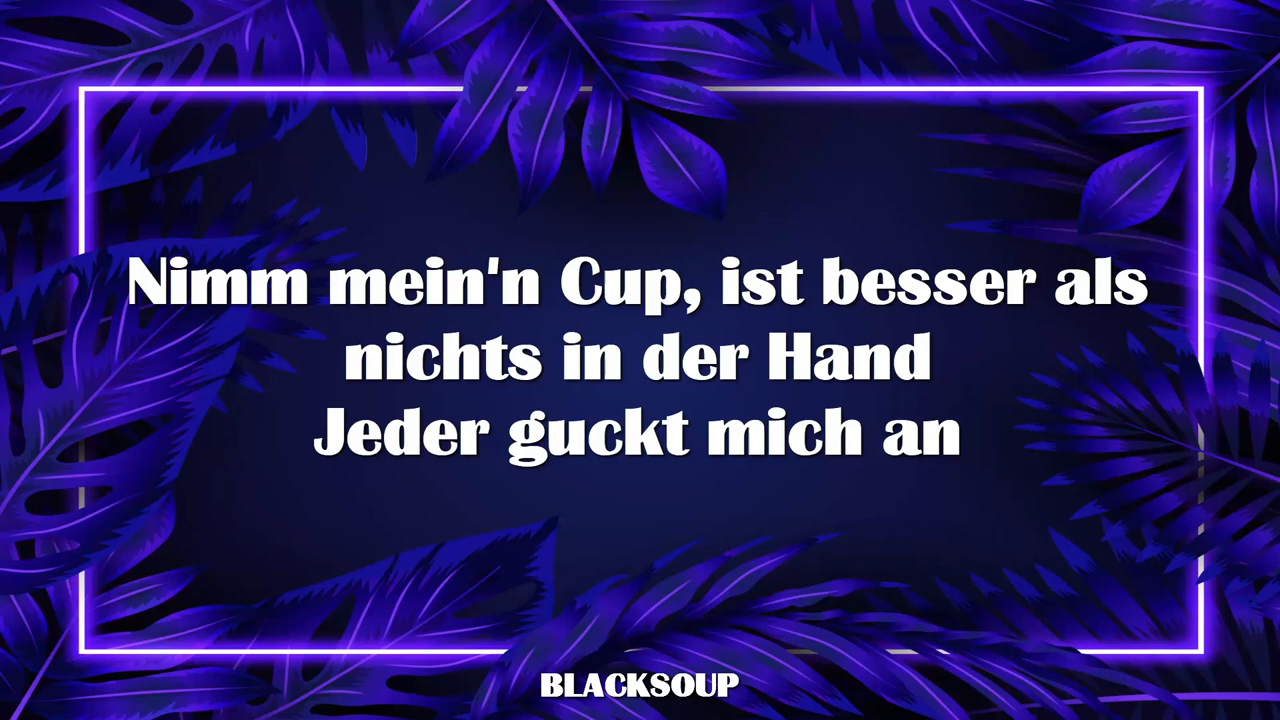 Nimm mein'n Cup, ist besser als
nichts in der Hand
Jeder guckt mich an
BLACKSOUP